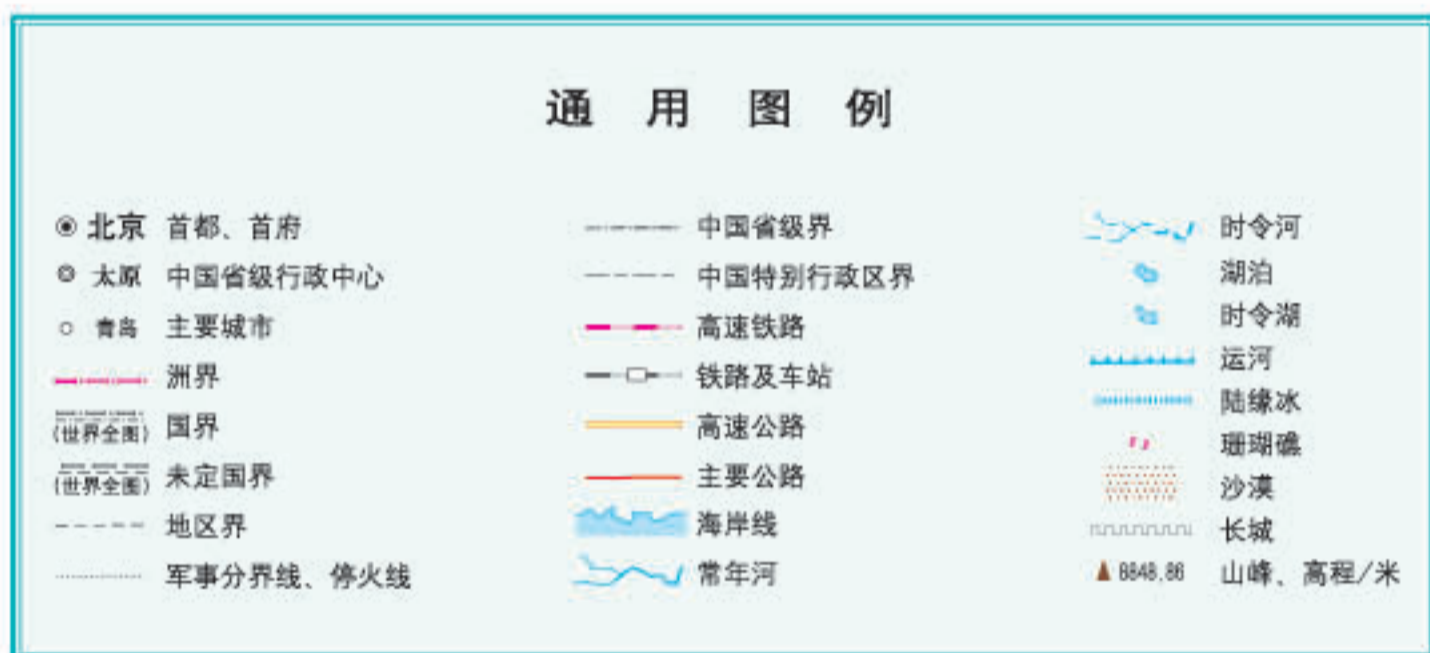 通用图例
北京 首都、首府
太原 中国省级行政中心
青岛 主要城市
洲界
(世界全图) 国界
(世界全图) 未定国界
地区界
军事分界线、停火线
中国省级界
中国特别行政区界
高速铁路
铁路及车站
高速公路
主要公路
海岸线
常年河
时令河
湖泊
时令湖
运河
陆缘冰
珊瑚礁
沙漠
长城
8848.86 山峰、高程/米